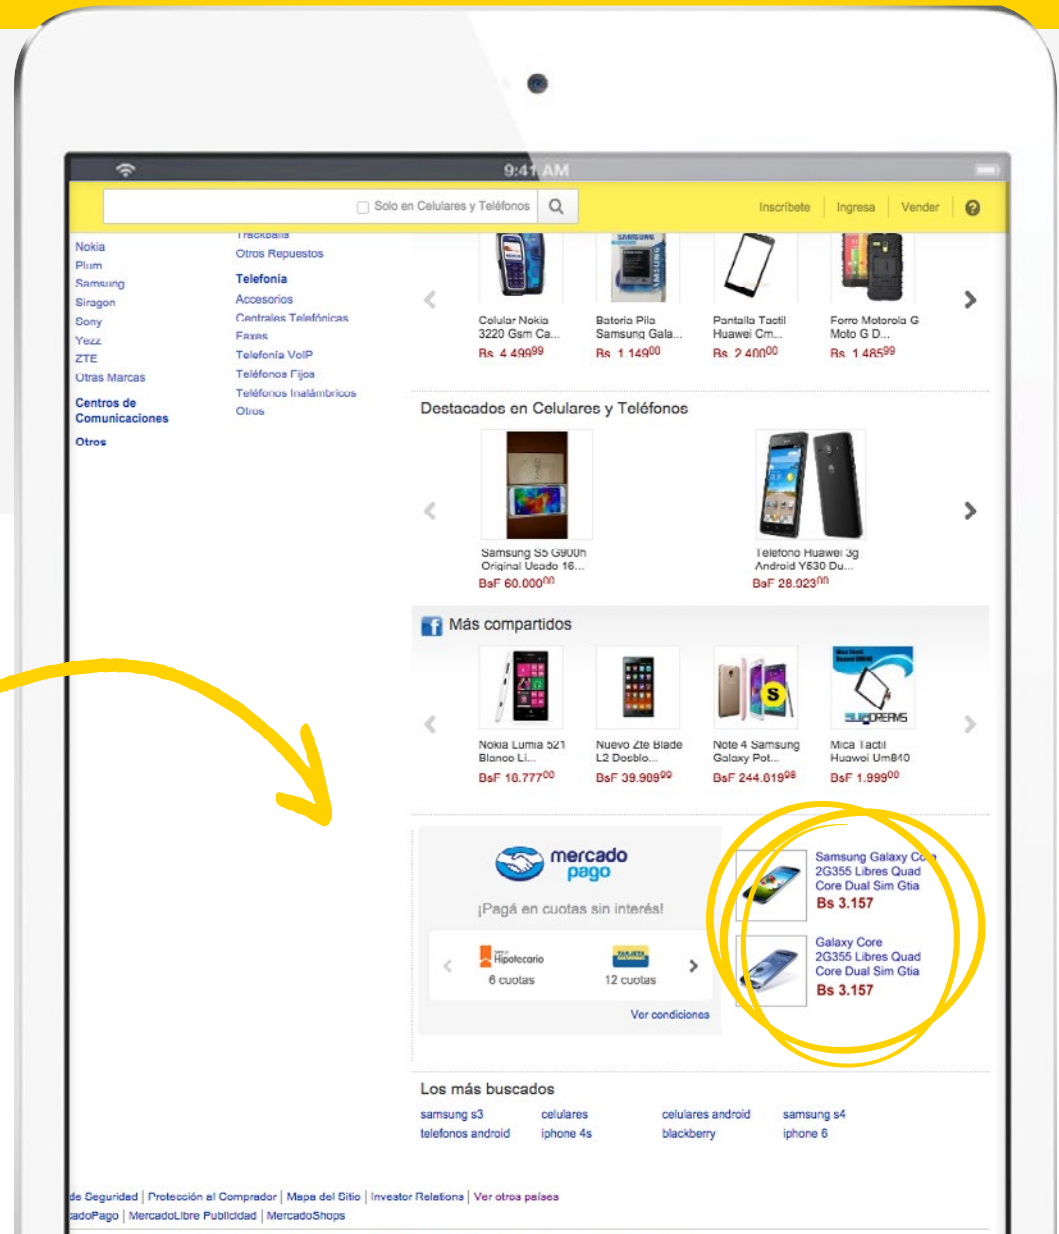 9:41 AM
Solo en Celulares y Teléfonos
Inscríbete
Ingresa
Vender
?
Nokia
Plum
Samsung
Siragon
Sony
Yezz
ZTE
Otras Marcas
Centros de
Comunicaciones
Otros
Trackballs
Otros Repuestos
Telefonía
Accesorios
Centrales Telefónicas
Faxes
Telefonía VoIP
Teléfonos Fijos
Teléfonos Inalámbricos
Otros
SAMSUNG
SAMSUNG
Celular Nokia
3220 Gsm Ca...
Bs. 4.49999
Bateria Pila
Samsung Gala...
Bs. 1.14900
Pantalla Tactil
Huawei Cm...
Bs. 2.40000
Forro Motorola G
Moto G D...
Bs. 1.48599
Destacados en Celulares y Teléfonos
Samsung S5 G900h
Original Usado 16...
BsF 60.00000
Telefono Huawei 3g
Android Y530 Du...
BsF 28.92300
f Más compartidos
S
DREAMS
Nokia Lumia 521
Blanco Li...
BsF 18.77700
Nuevo Zte Blade
L2 Desblo...
BsF 39.98999
Note 4 Samsung
Galaxy Pot...
BsF 244.81998
Mica Tactil
Huawei Um840
BsF 1.99900
mercado
pago
¡Pagá en cuotas sin interés!
Hipotecario
6 cuotas
TARJETA
12 cuotas
Ver condiciones
Samsung Galaxy Core
2G355 Libres Quad
Core Dual Sim Gtia
Bs 3.157
Galaxy Core
2G355 Libres Quad
Core Dual Sim Gtia
Bs 3.157
Los más buscados
samsung s3
celulares
celulares android
samsung s4
telefonos android
iphone 4s
blackberry
iphone 6
de Seguridad | Protección al Comprador | Mapa del Sitio | Investor Relations | Ver otros países
cadoPago | MercadoLibre Publicidad | MercadoShops